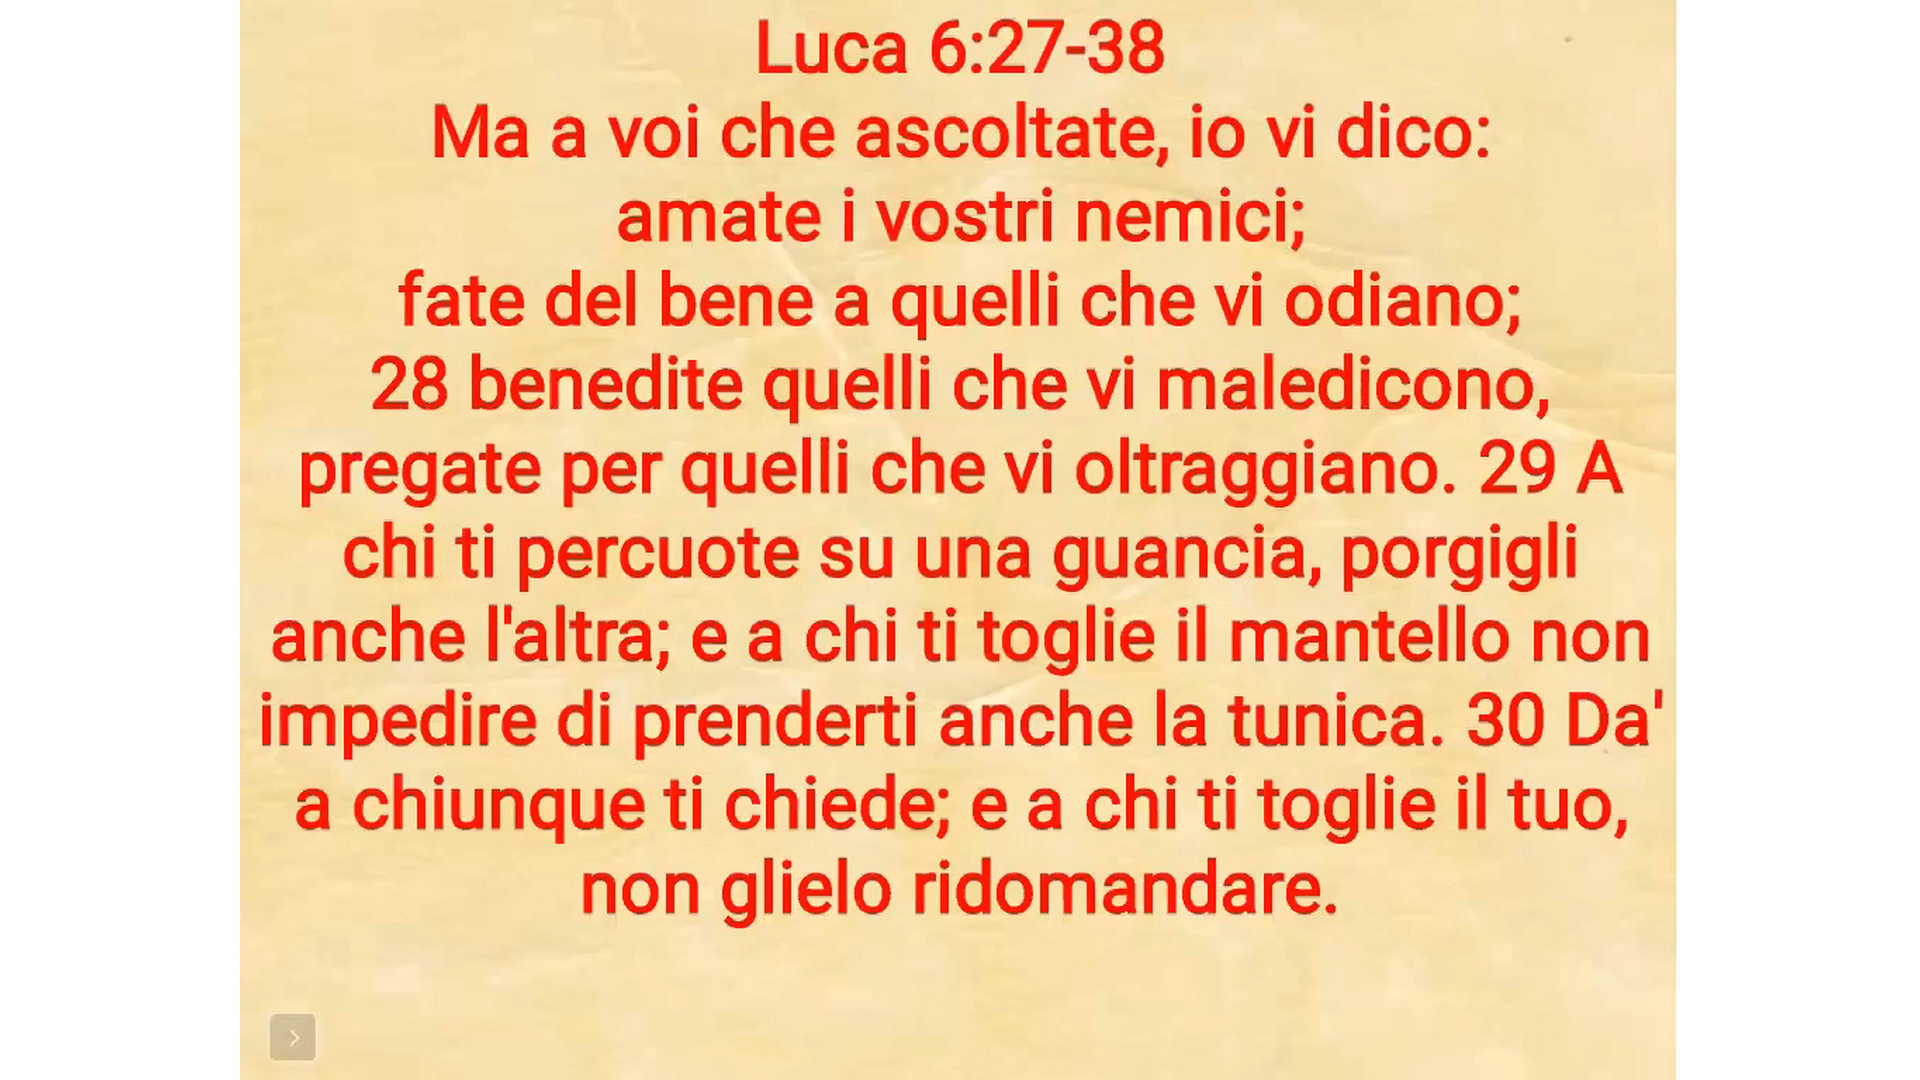 Luca 6:27-38
Ma a voi che ascoltate, io vi dico:
amate i vostri nemici;
fate del bene a quelli che vi odiano;
28 benedite quelli che vi maledicono,
pregate per quelli che vi oltraggiano. 29 A
chi ti percuote su una guancia, porgigli
anche l'altra; e a chi ti toglie il mantello non
impedire di prenderti anche la tunica. 30 Da'
a chiunque ti chiede; e a chi ti toglie il tuo,
non glielo ridomandare.